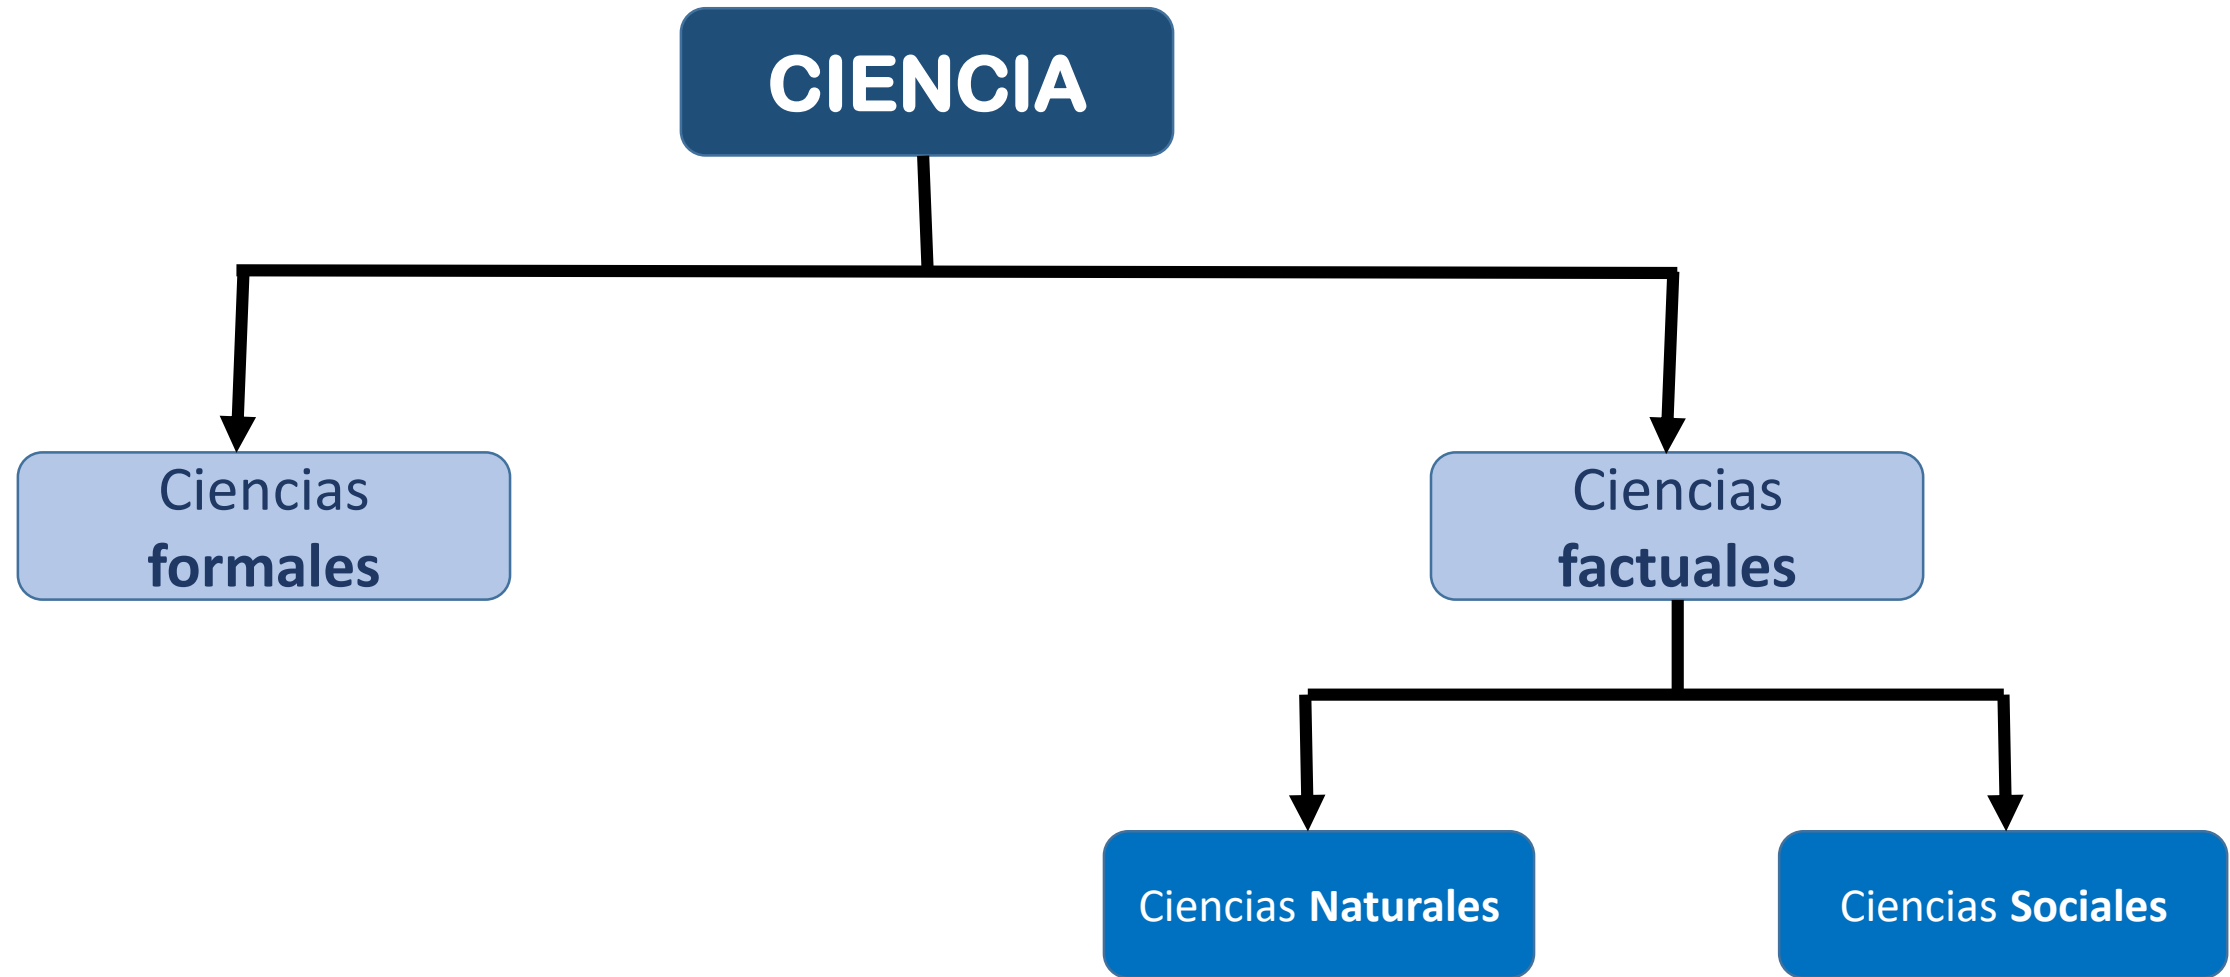 CIENCIA
Ciencias
formales
Ciencias
factuales
Ciencias Naturales
Ciencias Sociales